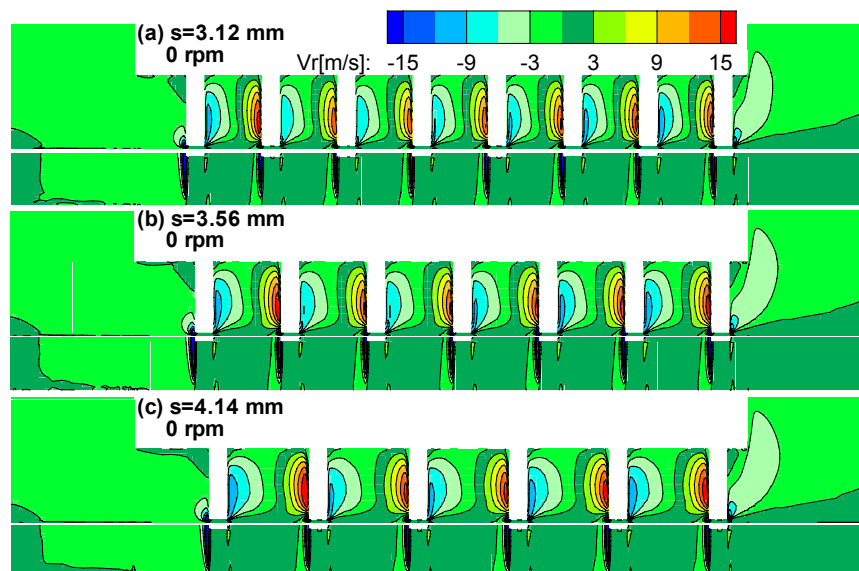 (a) s=3.12 mm
0 rpm
Vr[m/s]: -15 -9 -3 3 9 15
(b) s=3.56 mm
0 rpm
(c) s=4.14 mm
0 rpm